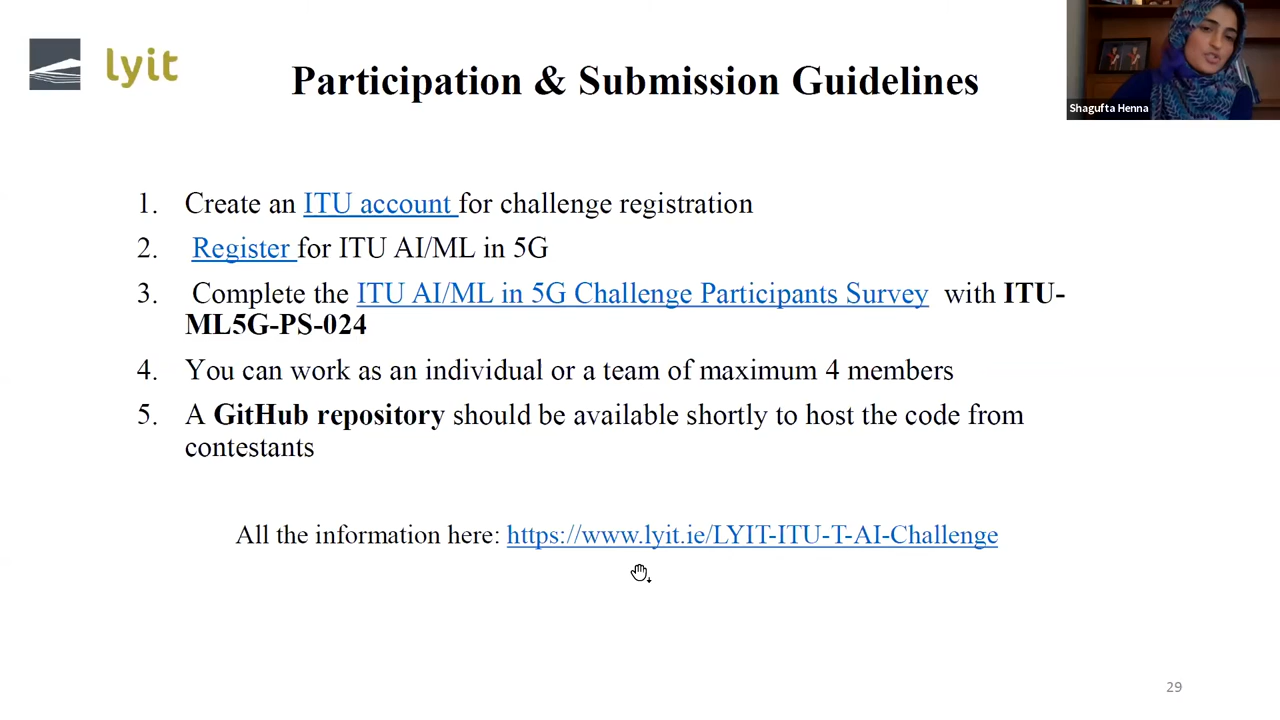 lyit
Participation & Submission Guidelines
Shagufta Henna
1. Create an ITU account for challenge registration
2. Register for ITU AI/ML in 5G
3. Complete the ITU AI/ML in 5G Challenge Participants Survey with ITU-
ML5G-PS-024
4. You can work as an individual or a team of maximum 4 members
5. A GitHub repository should be available shortly to host the code from
contestants
All the information here: https://www.lyit.ie/LYIT-ITU-T-AI-Challenge
29